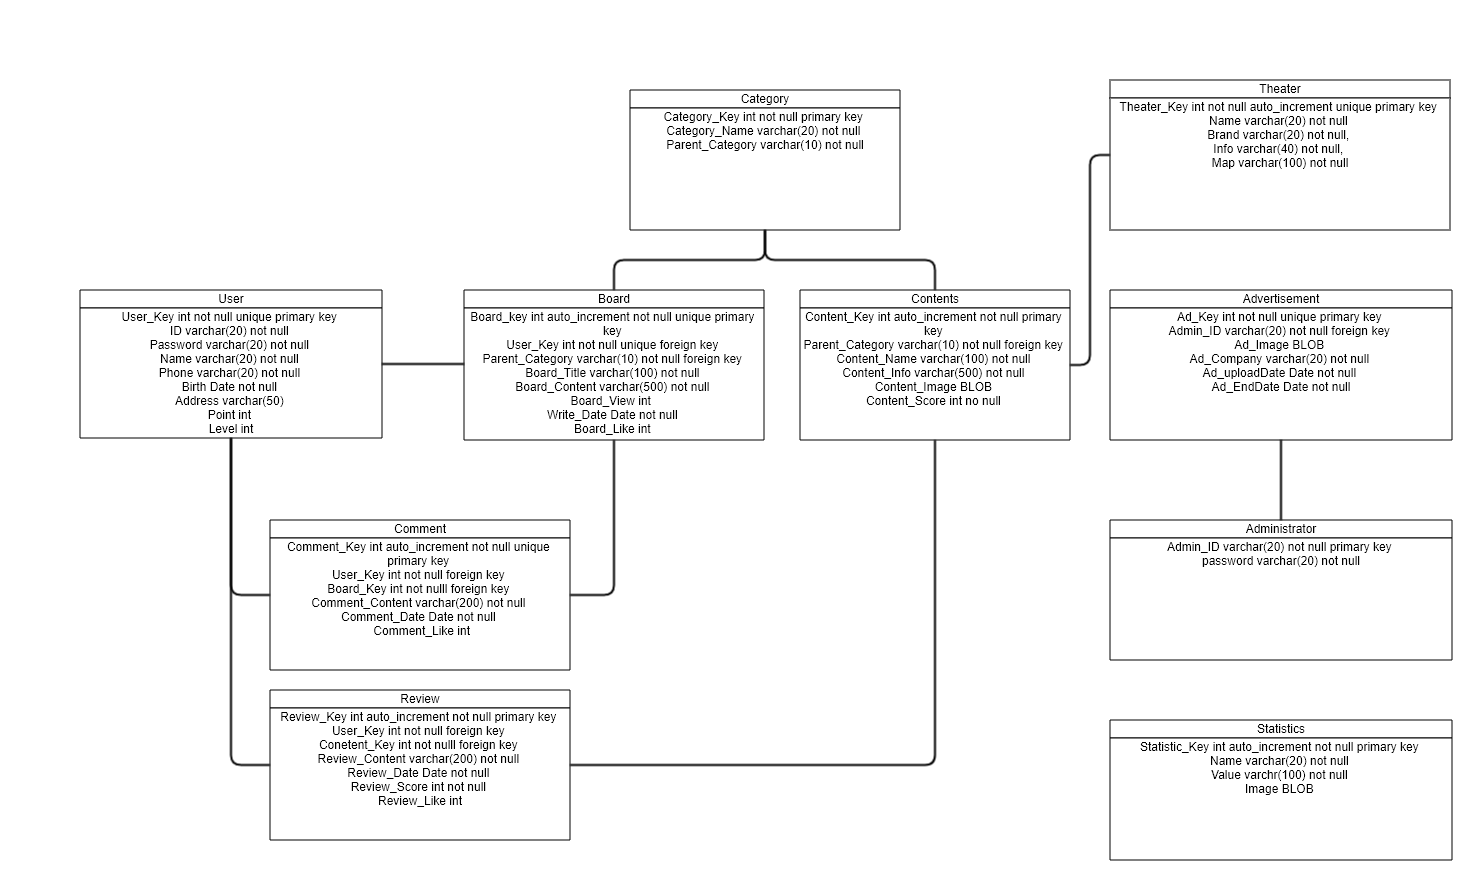 Category
Category_Key int not null primary key
Category_Name varchar(20) not null
Parent_Category varchar(10) not null
Theater
Theater_Key int not null auto_increment unique primary key
Name varchar(20) not null
Brand varchar(20) not null,
Info varchar(40) not null,
Map varchar(100) not null
User
User_Key int not null unique primary key
ID varchar(20) not null
Password varchar(20) not null
Name varchar(20) not null
Phone varchar(20) not null
Birth Date not null
Address varchar(50)
Point int
Level int
Board
Board_key int auto_increment not null unique primary
key
User_Key int not null unique foreign key
Parent_Category varchar(10) not null foreign key
Board_Title varchar(100) not null
Board_Content varchar(500) not null
Board_View int
Write_Date Date not null
Board_Like int
Contents
Content_Key int auto_increment not null primary
key
Parent_Category varchar(10) not null foreign key
Content_Name varchar(100) not null
Content_Info varchar(500) not null
Content_Image BLOB
Content_Score int no null
Advertisement
Ad_Key int not null unique primary key
Admin_ID varchar(20) not null foreign key
Ad_Image BLOB
Ad_Company varchar(20) not null
Ad_uploadDate Date not null
Ad_EndDate Date not null
Comment
Comment_Key int auto_increment not null unique
primary key
User_Key int not null foreign key
Board_Key int not nulll foreign key
Comment_Content varchar(200) not null
Comment_Date Date not null
Comment_Like int
Administrator
Admin_ID varchar(20) not null primary key
password varchar(20) not null
Review
Review_Key int auto_increment not null primary key
User_Key int not null foreign key
Conetent_Key int not nulll foreign key
Review_Content varchar(200) not null
Review_Date Date not null
Review_Score int not null
Review_Like int
Statistics
Statistic_Key int auto_increment not null primary key
Name varchar(20) not null
Value varchr(100) not null
Image BLOB